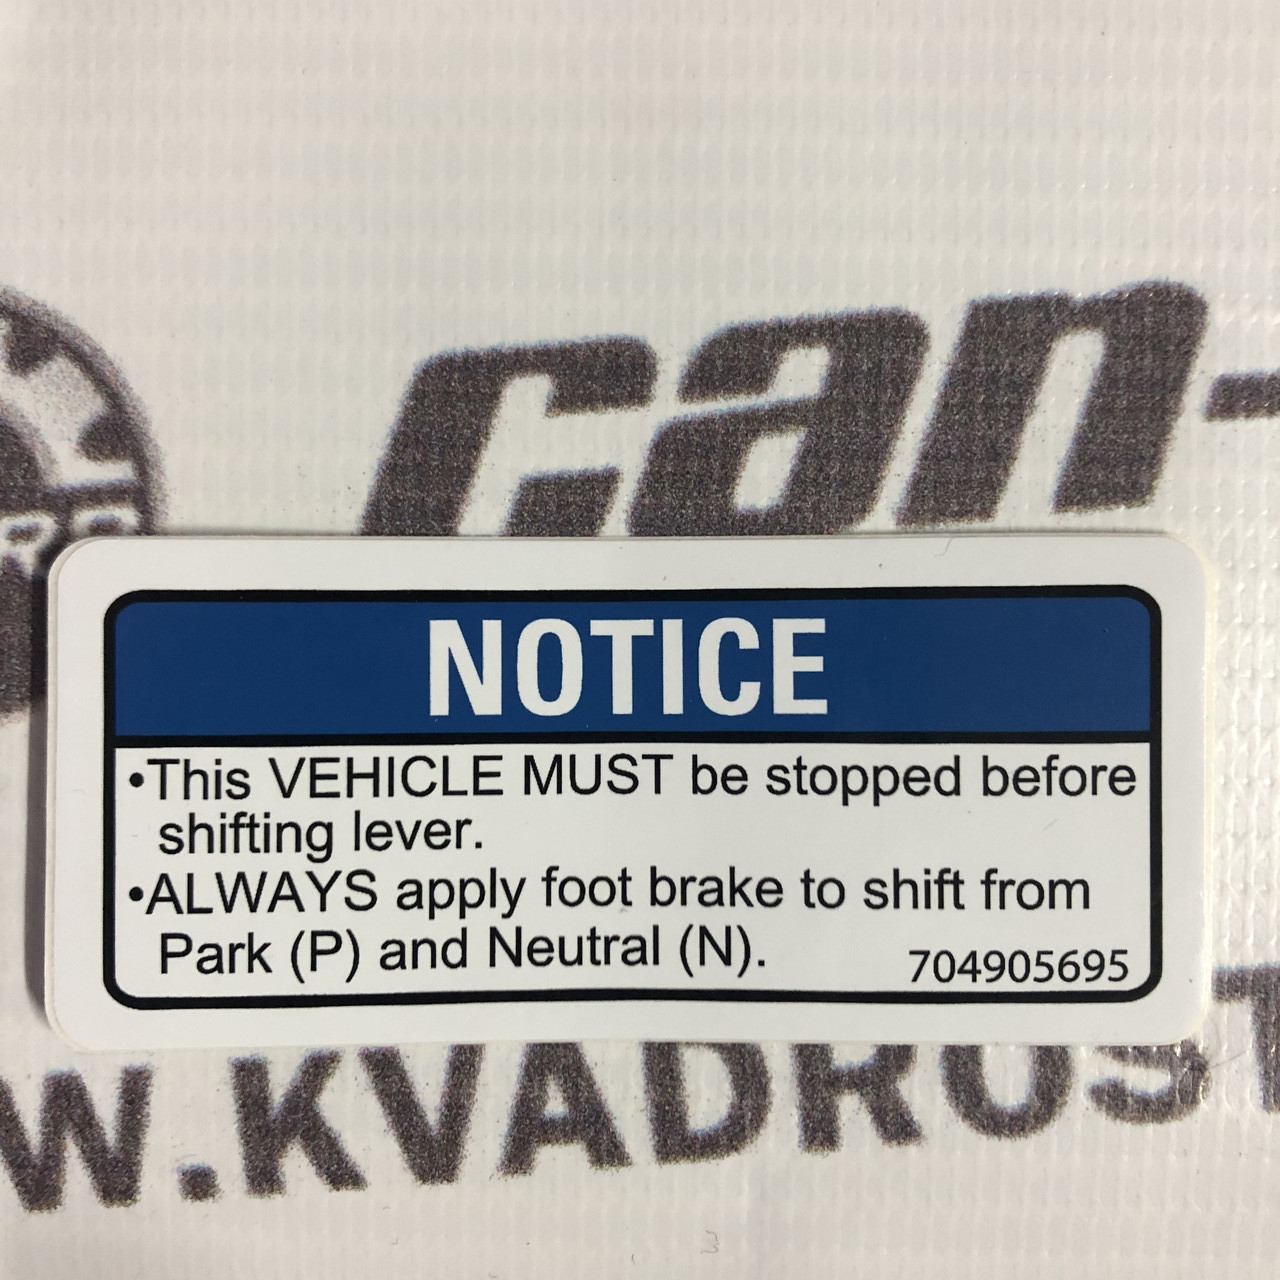 can-
NOTICE
•This VEHICLE MUST be stopped before
shifting lever.
•ALWAYS apply foot brake to shift from
Park (P) and Neutral (N).
704905695
W.KVADROST